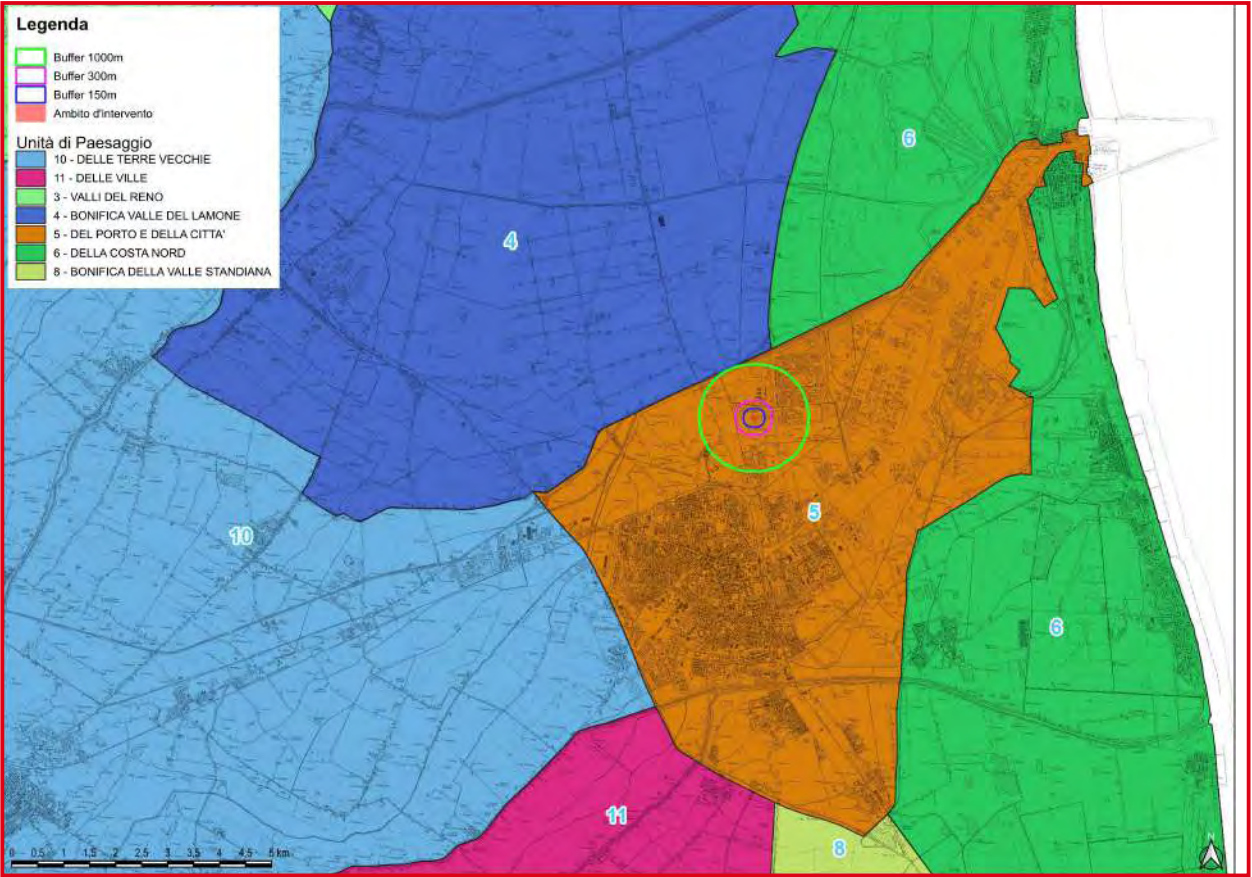 Legenda
Buffer 1000m
Buffer 300m
Buffer 150m
Ambito d'intervento
Unità di Paesaggio
10 - DELLE TERRE VECCHIE
11 - DELLE VILLE
3 - VALLI DEL RENO
4 - BONIFICA VALLE DEL LAMONE
5 - DEL PORTO E DELLA CITTA'
6 - DELLA COSTA NORD
8 - BONIFICA DELLA VALLE STANDIANA
6
4
5
10
6
11
8
0 0,5 1 1,5 2 2,5 3 3,5 4 4,5 5 km
N